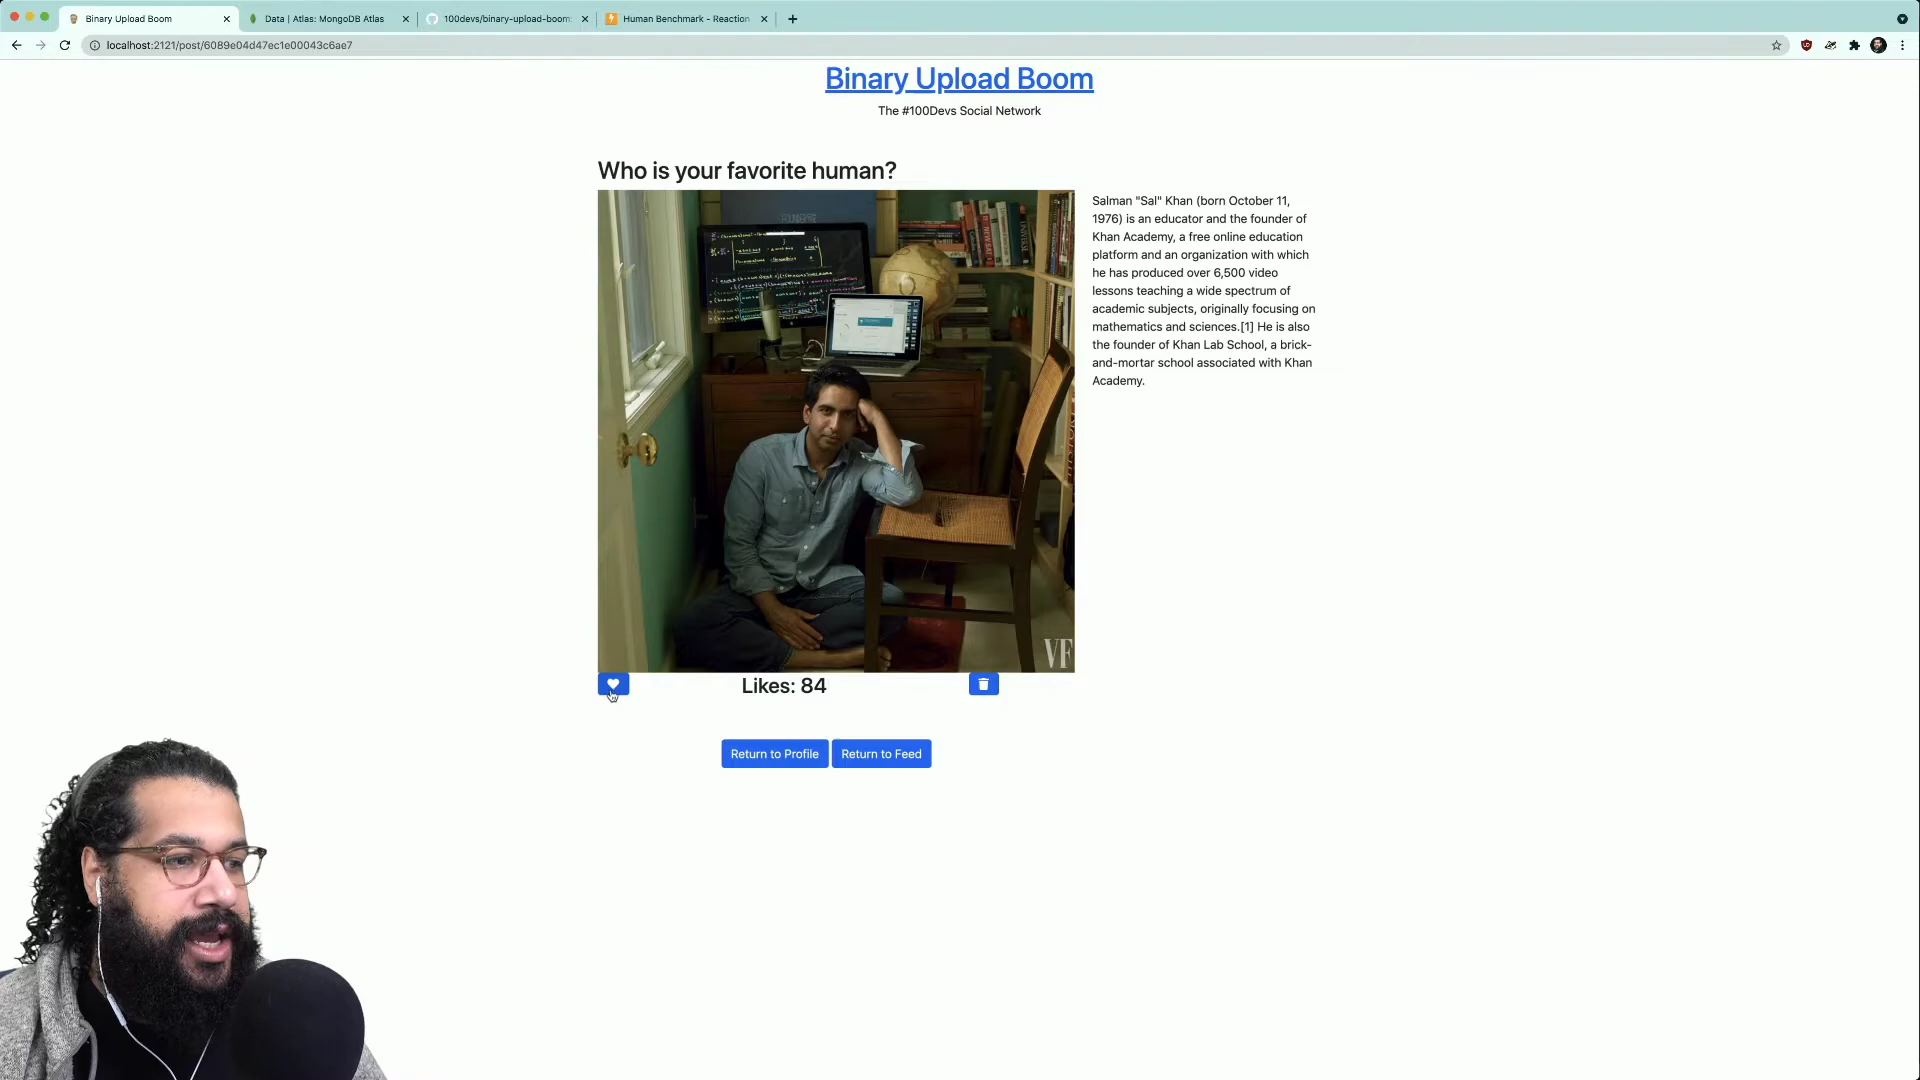 Binary Upload Boom
Data | Atlas: MongoDB Atlas
100devs/binary-upload-boom:
Human Benchmark - Reaction
localhost:2121/post/6089e04d47ec1e00043c6ae7
Binary Upload Boom
The #100Devs Social Network
Who is your favorite human?
Salman "Sal" Khan (born October 11,
1976) is an educator and the founder of
Khan Academy, a free online education
platform and an organization with which
he has produced over 6,500 video
lessons teaching a wide spectrum of
academic subjects, originally focusing on
mathematics and sciences.[1] He is also
the founder of Khan Lab School, a brick-
and-mortar school associated with Khan
Academy.
VF
Likes: 84
Return to Profile
Return to Feed